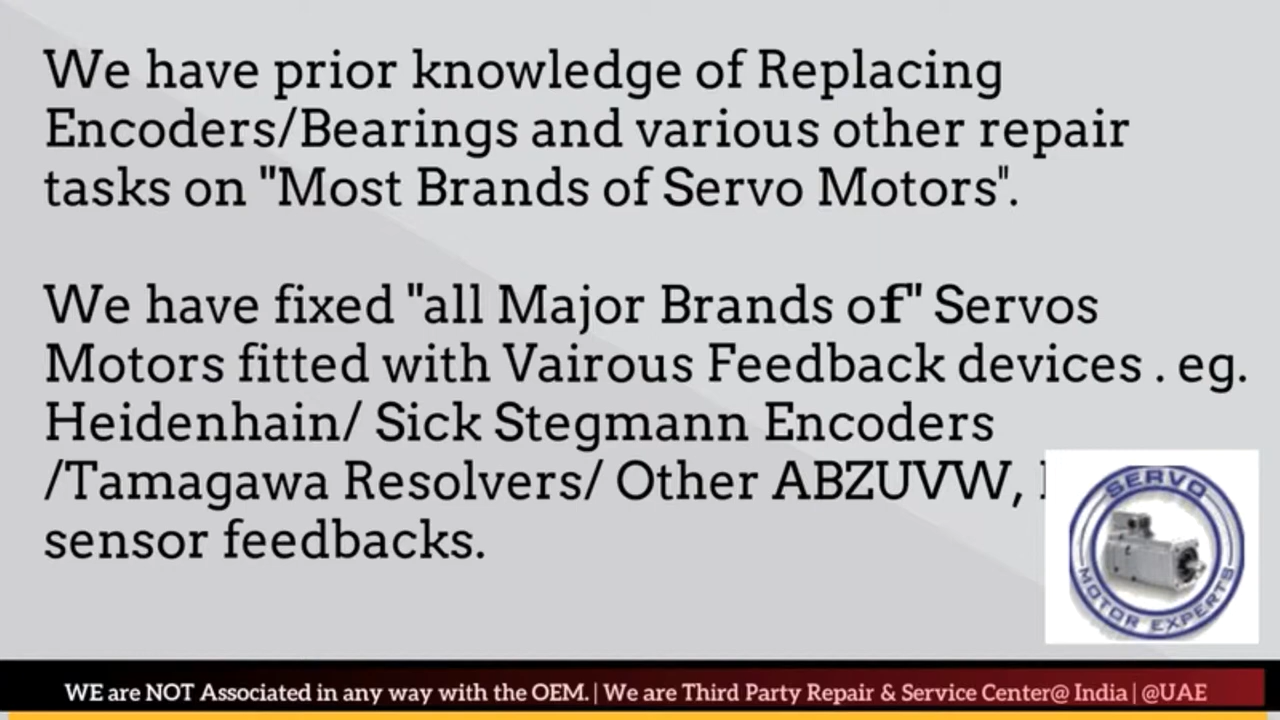 We have prior knowledge of Replacing
Encoders/Bearings and various other repair
tasks on "Most Brands of Servo Motors".
We have fixed "all Major Brands of" Servos
Motors fitted with Vairous Feedback devices . eg.
Heidenhain/ Sick Stegmann Encoders
/Tamagawa Resolvers/ Other ABZUVW,
sensor feedbacks.
SERVO
MOTOR EXPERTS
WE are NOT Associated in any way with the OEM. | We are Third Party Repair & Service Center@ India | @UAE